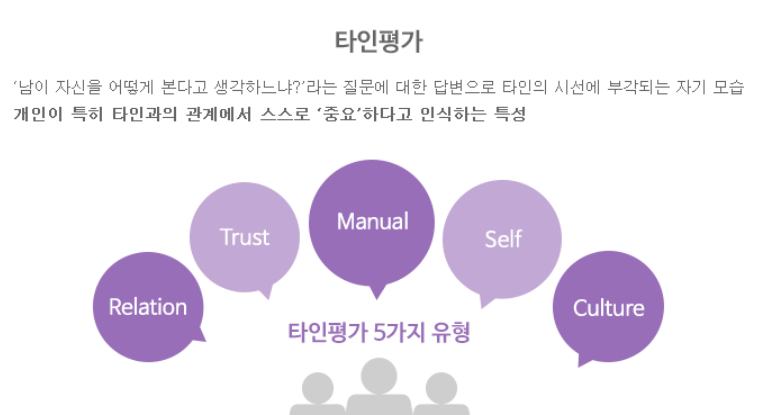 타인평가
‘남이 자신을 어떻게 본다고 생각하느냐?’라는 질문에 대한 답변으로 타인의 시선에 부각되는 자기 모습
개인이 특히 타인과의 관계에서 스스로 ‘중요’하다고 인식하는 특성
Manual
Trust
Self
Relation
Culture
타인평가 5가지 유형